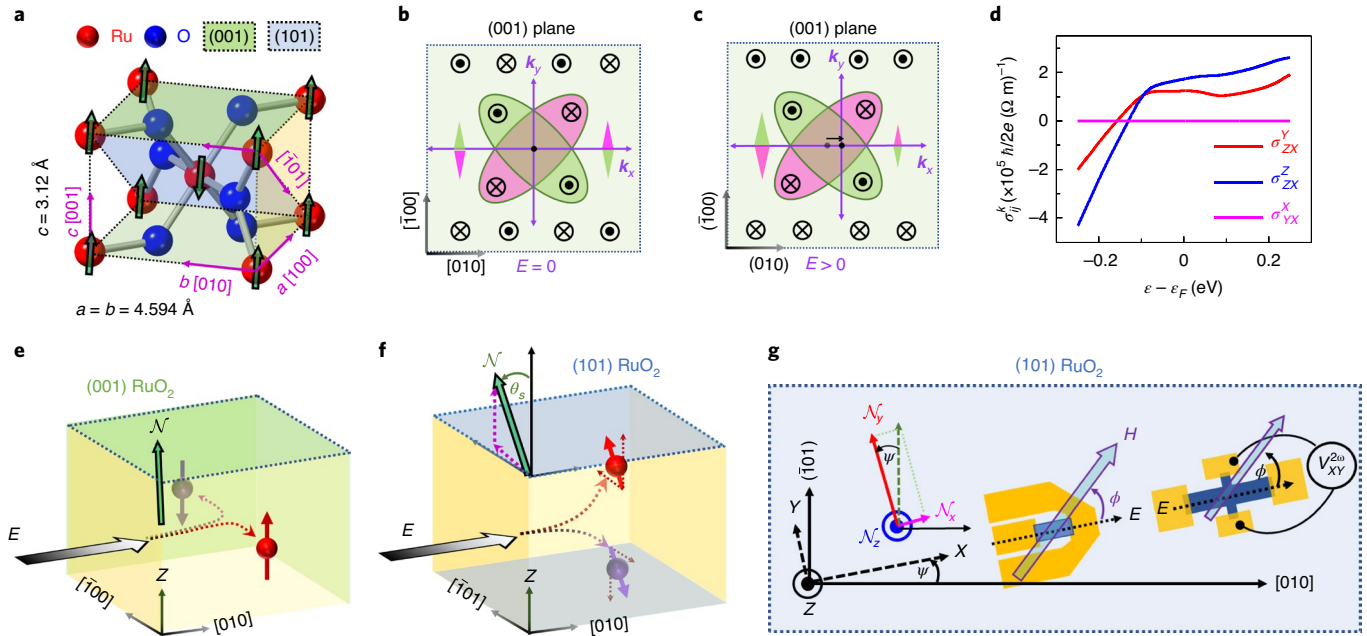 a
Ru O (001) (101)
c = 3.12 Å
c [001]
[1̄01]
b [010]
a [100]
a = b = 4.594 Å
b
(001) plane
k_y
k_x
[1̄00]
[010]
E = 0
c
(001) plane
k_y
k_x
(1̄00)
(010)
E > 0
d
σ_ij^k (×10^5 ħ/2e (Ω m)^−1)
2
0
−2
−4
σ_ZX^Y
σ_ZX^Z
σ_YX^X
−0.2 0 0.2
ε − ε_F (eV)
e
(001) RuO₂
𝒩
E
Z
[1̄00]
[010]
f
(101) RuO₂
𝒩
θ_s
E
Z
[1̄01]
[010]
g
(101) RuO₂
𝒩_y
ψ
𝒩_x
𝒩_z
(1̄01)
Y
X
ψ
Z
[010]
H
ϕ
E
E
ϕ
V_XY^2ω